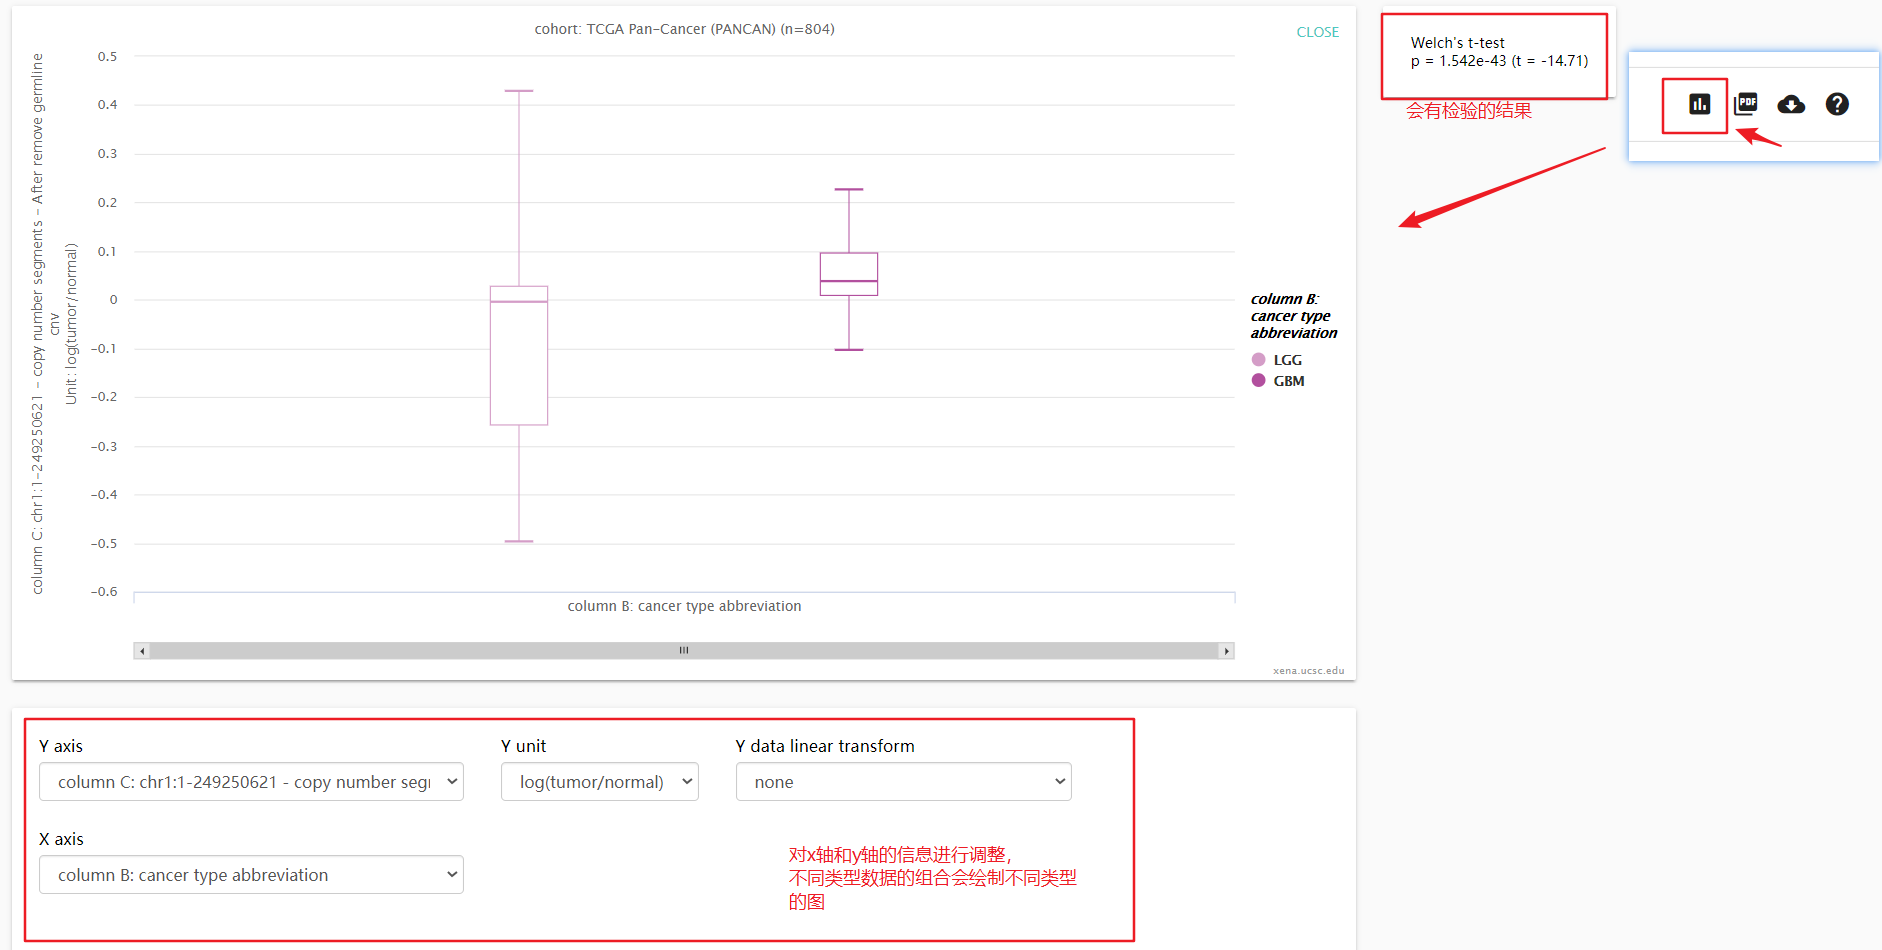 cohort: TCGA Pan-Cancer (PANCAN) (n=804)
CLOSE
column C: chr1:1-249250621 - copy number segments - After remove germline
cnv
Unit: log(tumor/normal)
0.5
0.4
0.3
0.2
0.1
0
-0.1
-0.2
-0.3
-0.4
-0.5
-0.6
column B: cancer type abbreviation
column B:
cancer type
abbreviation
LGG
GBM
xena.ucsc.edu
Welch's t-test
p = 1.542e-43 (t = -14.71)
会有检验的结果
PDF
?
Y axis
column C: chr1:1-249250621 - copy number segr
Y unit
log(tumor/normal)
Y data linear transform
none
X axis
column B: cancer type abbreviation
对x轴和y轴的信息进行调整，
不同类型数据的组合会绘制不同类型
的图